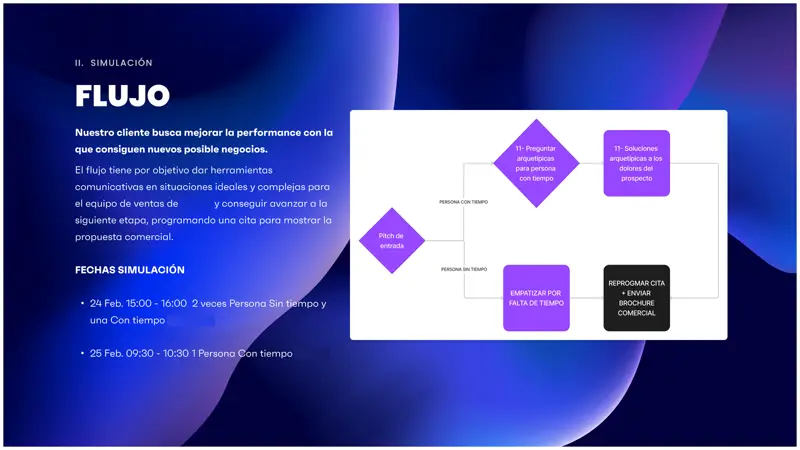 II. SIMULACIÓN
FLUJO
Nuestro cliente busca mejorar la performance con la
que consiguen nuevos posible negocios.
El flujo tiene por objetivo dar herramientas
comunicativas en situaciones ideales y complejas para
el equipo de ventas de y conseguir avanzar a la
siguiente etapa, programando una cita para mostrar la
propuesta comercial.
FECHAS SIMULACIÓN
• 24 Feb. 15:00 - 16:00 2 veces Persona Sin tiempo y
una Con tiempo
• 25 Feb. 09:30 - 10:30 1 Persona Con tiempo
Pitch de
entrada
PERSONA CON TIEMPO
11- Preguntar
arquetípicas
para persona
con tiempo
11- Soluciones
arquetípicas a los
dolores del
prospecto
PERSONA SIN TIEMPO
EMPATIZAR POR
FALTA DE TIEMPO
REPROGMAR CITA
+ ENVIAR
BROCHURE
COMERCIAL